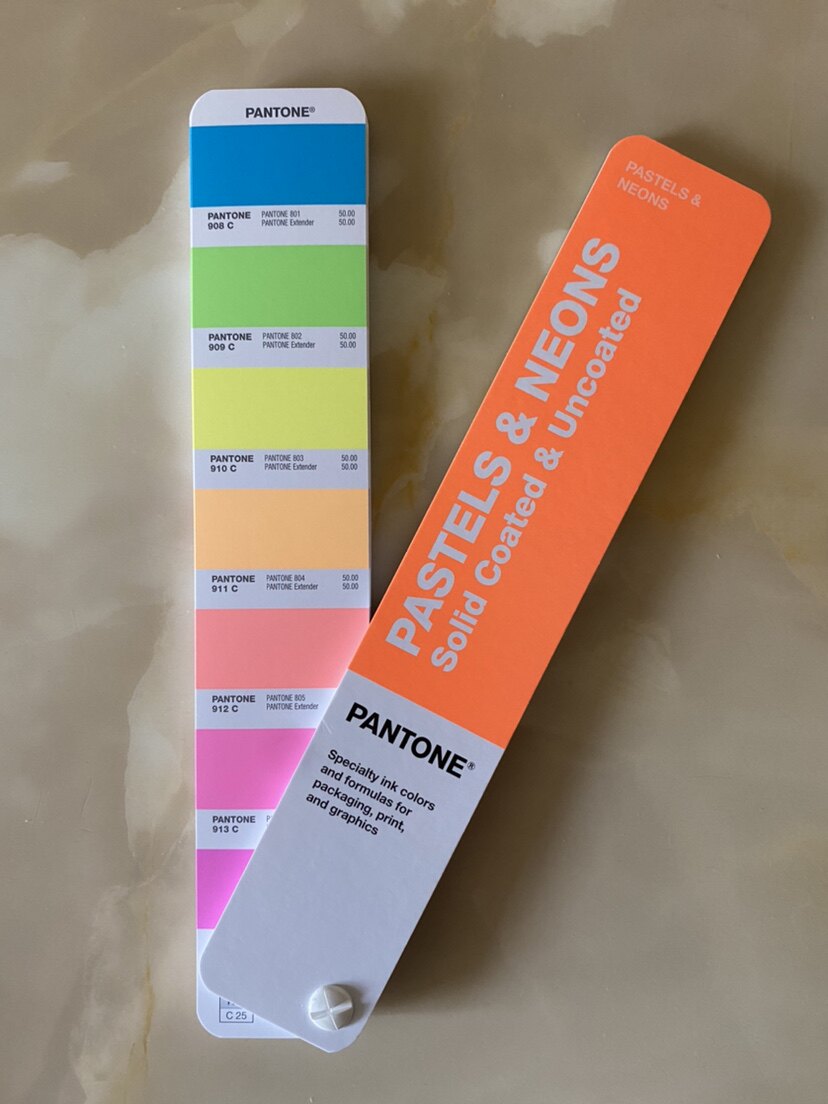 PANTONE®
PANTONE 908 C
PANTONE 801 50.00
PANTONE Extender 50.00
PANTONE 909 C
PANTONE 802 50.00
PANTONE Extender 50.00
PANTONE 910 C
PANTONE 803 50.00
PANTONE Extender 50.00
PANTONE 911 C
PANTONE 804 50.00
PANTONE Extender 50.00
PANTONE 912 C
PANTONE 805
PANTONE Extender
PANTONE 913 C
C 25
PASTELS &
NEONS
PASTELS & NEONS
Solid Coated & Uncoated
PANTONE®
Specialty ink colors
and formulas for
packaging, print,
and graphics